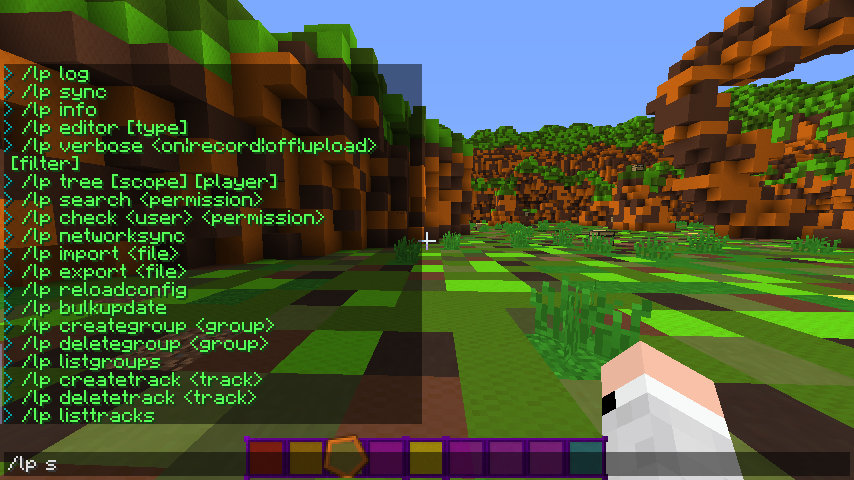 > /lp log
> /lp sync
> /lp info
> /lp editor [type]
> /lp verbose <on|record|off|upload>
[filter]
> /lp tree [scope] [player]
> /lp search <permission>
> /lp check <user> <permission>
> /lp networksync
> /lp import <file>
> /lp export <file>
> /lp reloadconfig
> /lp bulkupdate
> /lp creategroup <group>
> /lp deletegroup <group>
> /lp listgroups
> /lp createtrack <track>
> /lp deletetrack <track>
> /lp listtracks
/lp s